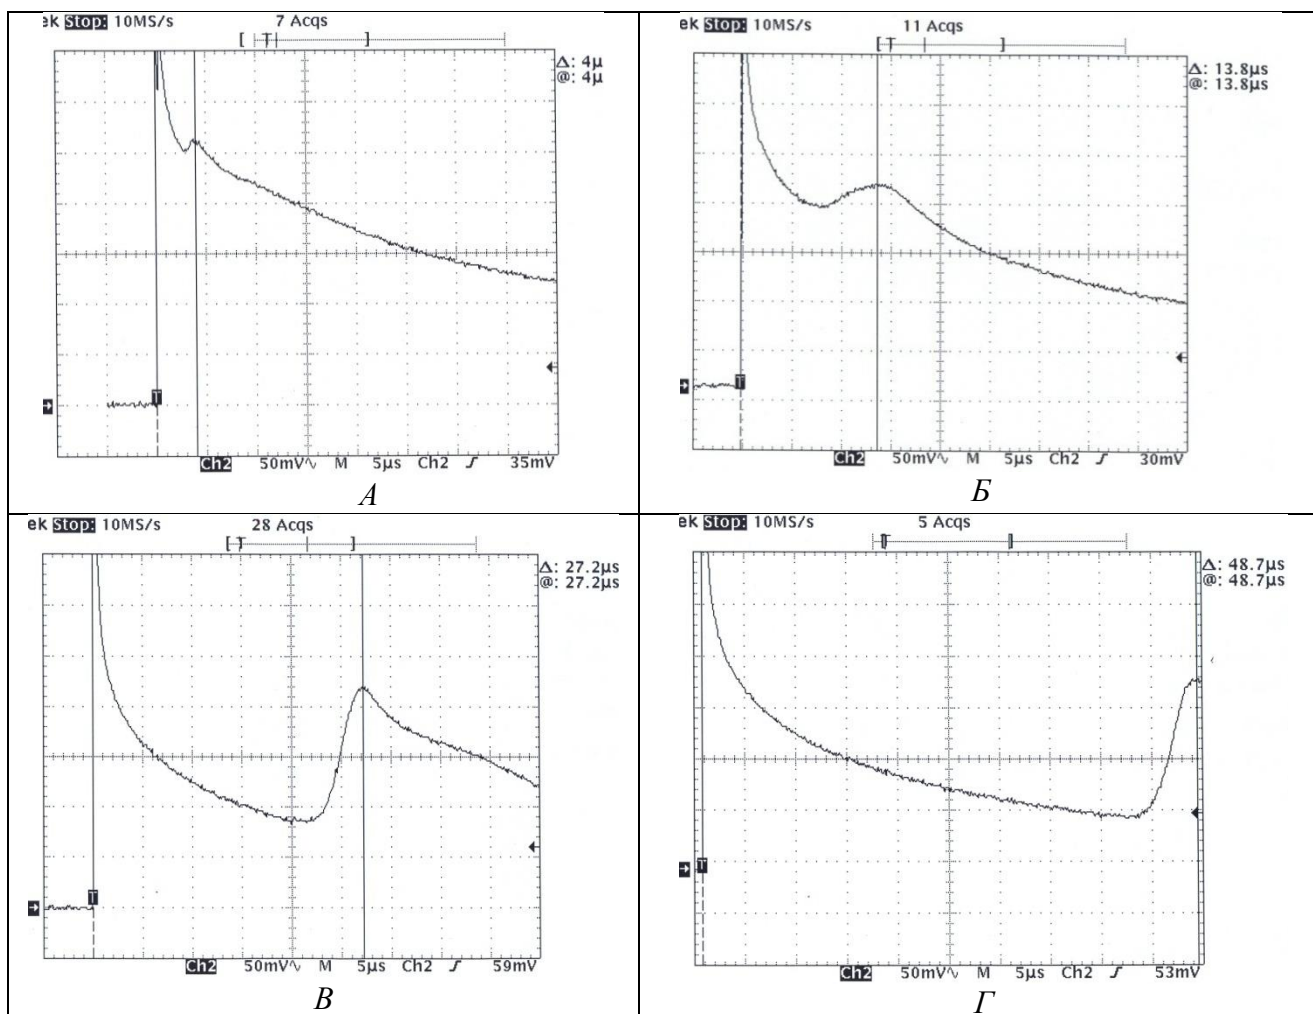 ek Stop: 10MS/s 7 Acqs
[ T ]
Δ: 4µ
@: 4µ
T
Ch2 50mV∿ M 5µs Ch2 ʃ 35mV
А
ek Stop: 10MS/s 11 Acqs
[ T ]
Δ: 13.8µs
@: 13.8µs
T
Ch2 50mV∿ M 5µs Ch2 ʃ 30mV
Б
ek Stop: 10MS/s 28 Acqs
[ T ]
Δ: 27.2µs
@: 27.2µs
T
Ch2 50mV∿ M 5µs Ch2 ʃ 59mV
В
ek Stop: 10MS/s 5 Acqs
[ T ]
Δ: 48.7µs
@: 48.7µs
T
Ch2 50mV∿ M 5µs Ch2 ʃ 53mV
Г